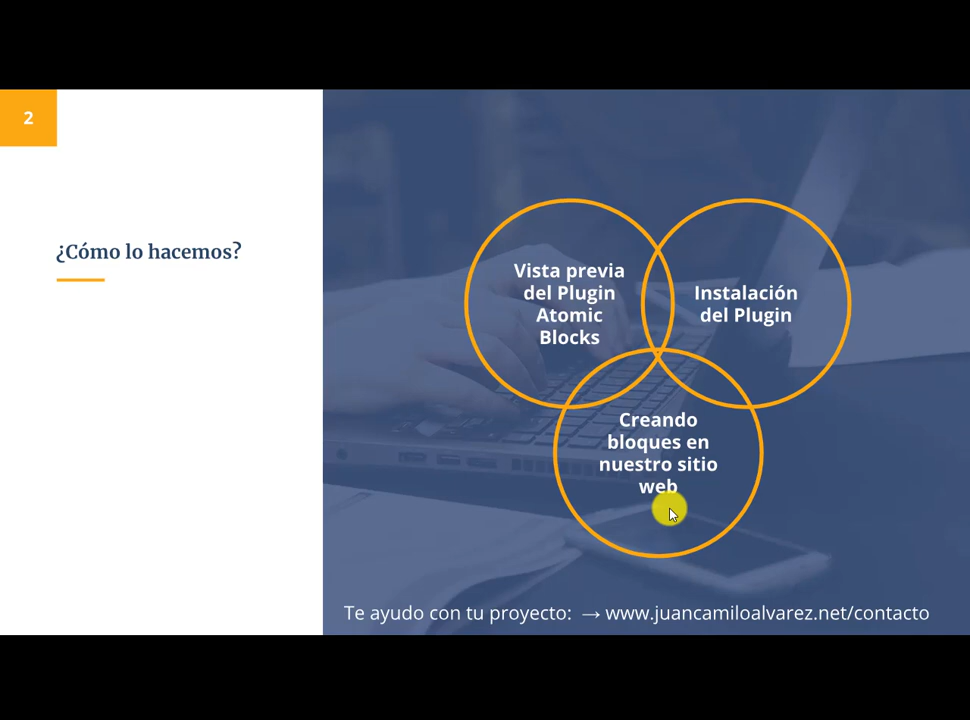 2
¿Cómo lo hacemos?
Vista previa
del Plugin
Atomic
Blocks
Instalación
del Plugin
Creando
bloques en
nuestro sitio
web
Te ayudo con tu proyecto: → www.juancamiloalvarez.net/contacto